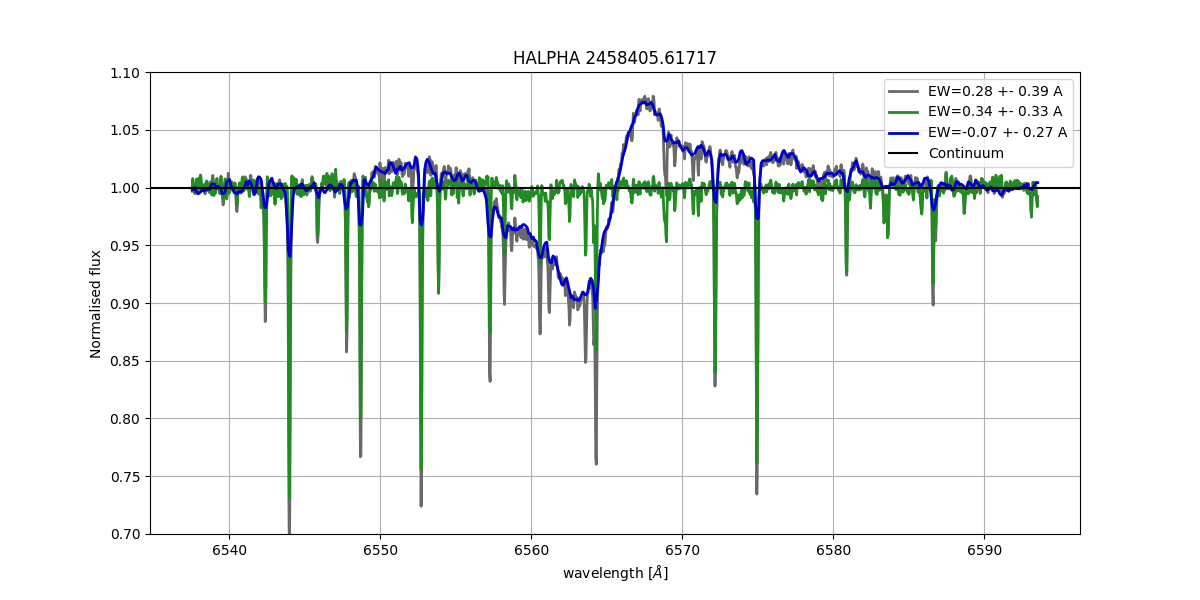 HALPHA 2458405.61717
1.10
1.05
1.00
0.95
0.90
0.85
0.80
0.75
0.70
Normalised flux
EW=0.28 +- 0.39 A
EW=0.34 +- 0.33 A
EW=-0.07 +- 0.27 A
Continuum
6540 6550 6560 6570 6580 6590
wavelength [Å]